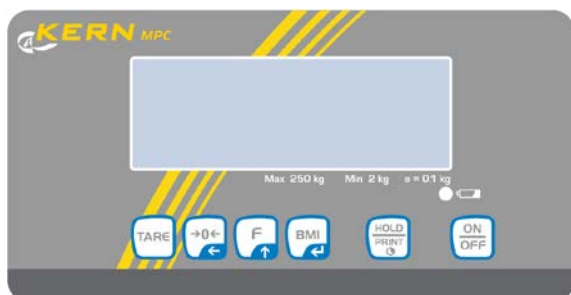 KERN MPC
Max 250 kg Min 2 kg e = 0.1 kg
TARE →0← F BMI HOLD PRINT ON OFF